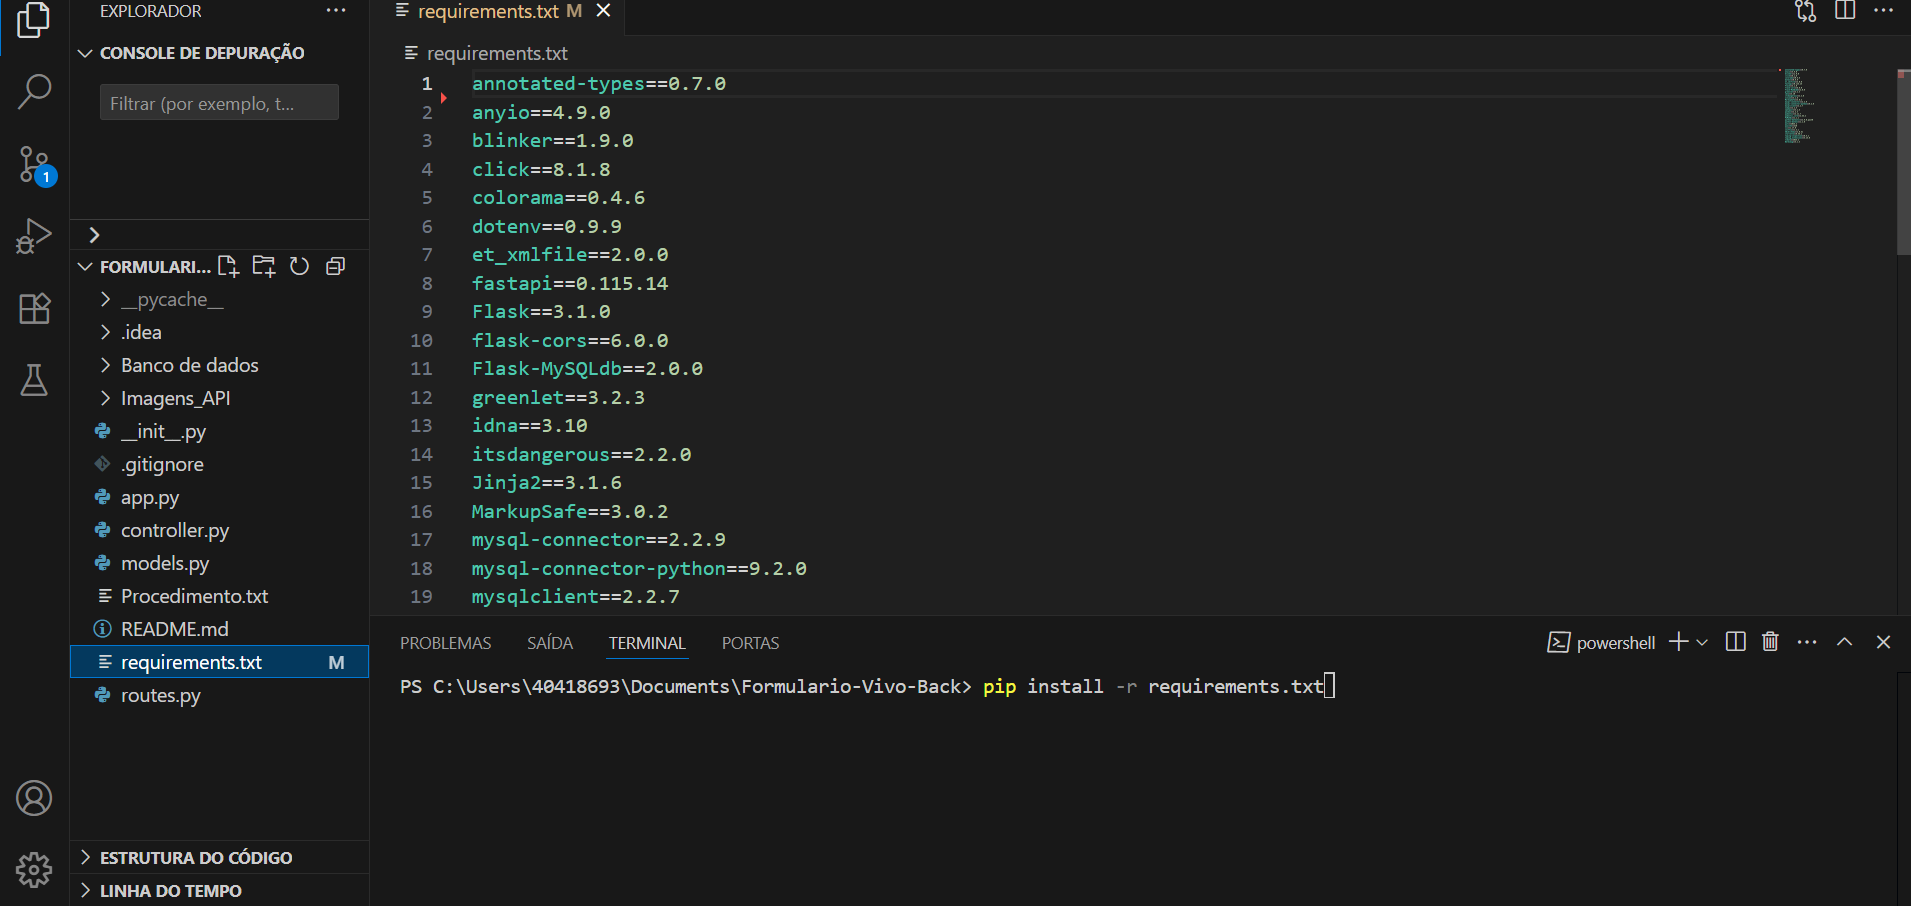 EXPLORADOR
CONSOLE DE DEPURAÇÃO
Filtrar (por exemplo, t...
1
FORMULARI...
__pycache__
.idea
Banco de dados
Imagens_API
__init__.py
.gitignore
app.py
controller.py
models.py
Procedimento.txt
README.md
requirements.txt M
routes.py
ESTRUTURA DO CÓDIGO
LINHA DO TEMPO
requirements.txt M
requirements.txt
1 annotated-types==0.7.0
2 anyio==4.9.0
3 blinker==1.9.0
4 click==8.1.8
5 colorama==0.4.6
6 dotenv==0.9.9
7 et_xmlfile==2.0.0
8 fastapi==0.115.14
9 Flask==3.1.0
10 flask-cors==6.0.0
11 Flask-MySQLdb==2.0.0
12 greenlet==3.2.3
13 idna==3.10
14 itsdangerous==2.2.0
15 Jinja2==3.1.6
16 MarkupSafe==3.0.2
17 mysql-connector==2.2.9
18 mysql-connector-python==9.2.0
19 mysqlclient==2.2.7
PROBLEMAS SAÍDA TERMINAL PORTAS powershell
PS C:\Users\40418693\Documents\Formulario-Vivo-Back> pip install -r requirements.txt